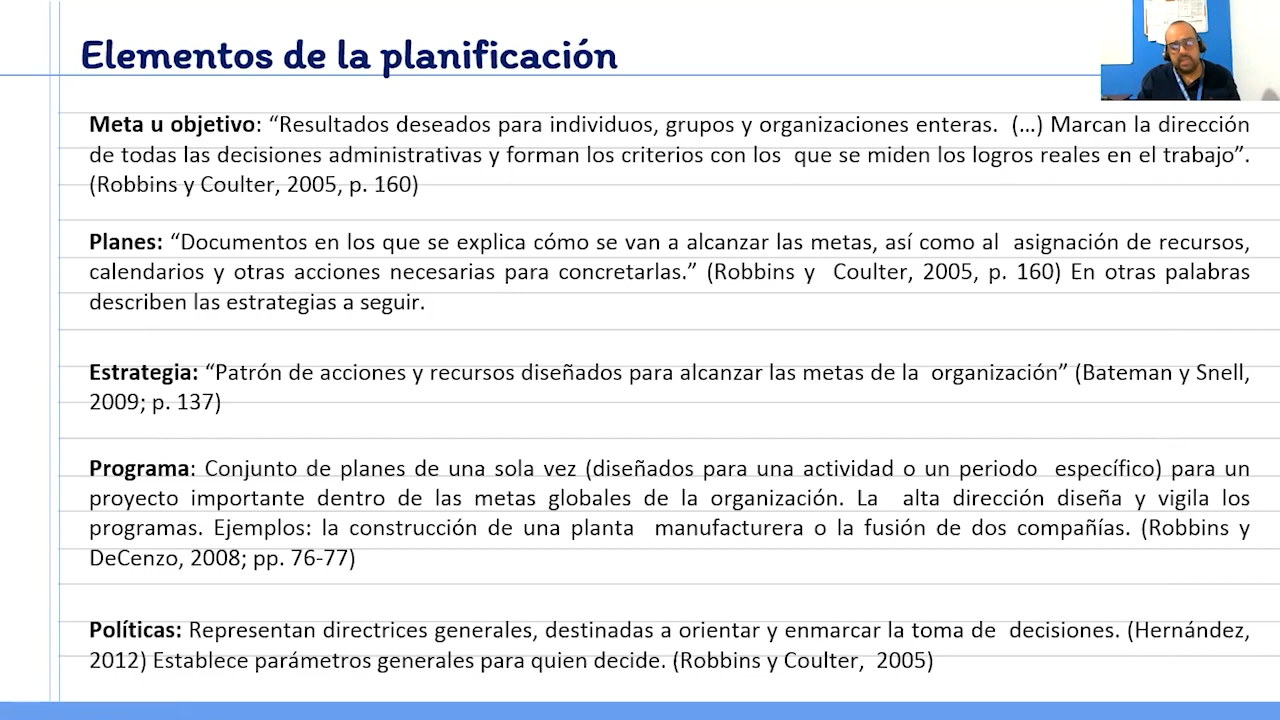 Elementos de la planificación
Meta u objetivo: “Resultados deseados para individuos, grupos y organizaciones enteras. (…) Marcan la dirección
de todas las decisiones administrativas y forman los criterios con los que se miden los logros reales en el trabajo”.
(Robbins y Coulter, 2005, p. 160)
Planes: “Documentos en los que se explica cómo se van a alcanzar las metas, así como al asignación de recursos,
calendarios y otras acciones necesarias para concretarlas.” (Robbins y Coulter, 2005, p. 160) En otras palabras
describen las estrategias a seguir.
Estrategia: “Patrón de acciones y recursos diseñados para alcanzar las metas de la organización” (Bateman y Snell,
2009; p. 137)
Programa: Conjunto de planes de una sola vez (diseñados para una actividad o un periodo específico) para un
proyecto importante dentro de las metas globales de la organización. La alta dirección diseña y vigila los
programas. Ejemplos: la construcción de una planta manufacturera o la fusión de dos compañías. (Robbins y
DeCenzo, 2008; pp. 76-77)
Políticas: Representan directrices generales, destinadas a orientar y enmarcar la toma de decisiones. (Hernández,
2012) Establece parámetros generales para quien decide. (Robbins y Coulter, 2005)